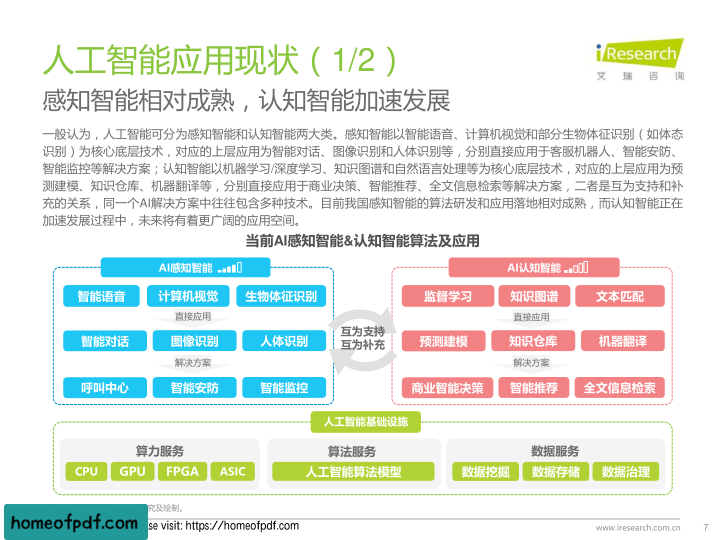 人工智能应用现状（1/2）
iResearch
艾 瑞 咨 询
感知智能相对成熟，认知智能加速发展
一般认为，人工智能可分为感知智能和认知智能两大类。感知智能以智能语音、计算机视觉和部分生物体征识别（如体态
识别）为核心底层技术，对应的上层应用为智能对话、图像识别和人体识别等，分别直接应用于客服机器人、智能安防、
智能监控等解决方案；认知智能以机器学习/深度学习、知识图谱和自然语言处理等为核心底层技术，对应的上层应用为预
测建模、知识仓库、机器翻译等，分别直接应用于商业决策、智能推荐、全文信息检索等解决方案，二者是互为支持和补
充的关系，同一个AI解决方案中往往包含多种技术。目前我国感知智能的算法研发和应用落地相对成熟，而认知智能正在
加速发展过程中，未来将有着更广阔的应用空间。
当前AI感知智能&认知智能算法及应用
AI感知智能
智能语音 计算机视觉 生物体征识别
直接应用
智能对话 图像识别 人体识别
解决方案
呼叫中心 智能安防 智能监控
互为支持
互为补充
AI认知智能
监督学习 知识图谱 文本匹配
直接应用
预测建模 知识仓库 机器翻译
解决方案
商业智能决策 智能推荐 全文信息检索
人工智能基础设施
算力服务
CPU GPU FPGA ASIC
算法服务
人工智能算法模型
数据服务
数据挖掘 数据存储 数据治理
究及绘制。
homeofpdf.com
se visit: https://homeofpdf.com
www.iresearch.com.cn
7